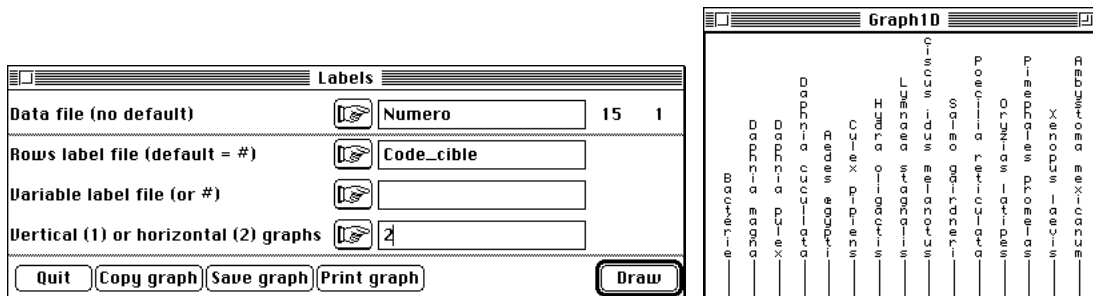 Labels
Data file (no default)
Numero
15 1
Rows label file (default = #)
Code_cible
Variable label file (or #)
Vertical (1) or horizontal (2) graphs
2
Quit
Copy graph
Save graph
Print graph
Draw
Graph1D
Bactérie
Daphnia magna
Daphnia pulex
Daphnia cucullata
Aedes ægypti
Culex pipiens
Hydra oligactis
Lymnaea stagnalis
ciscus idus melanotus
Salmo gairdneri
Poecilia reticulata
Oryzias latipes
Pimephales promelas
Xenopus laevis
Ambystoma mexicanum